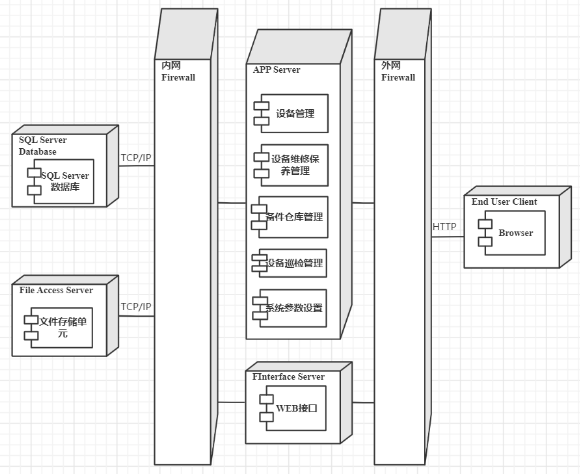 内网
Firewall
APP Server
外网
Firewall
设备管理
SQL Server
Database
TCP/IP
SQL Server
数据库
设备维修保
养管理
End User Client
备件仓库管理
HTTP
Browser
设备巡检管理
File Access Server
TCP/IP
文件存储单
元
系统参数设置
FInterface Server
WEB接口